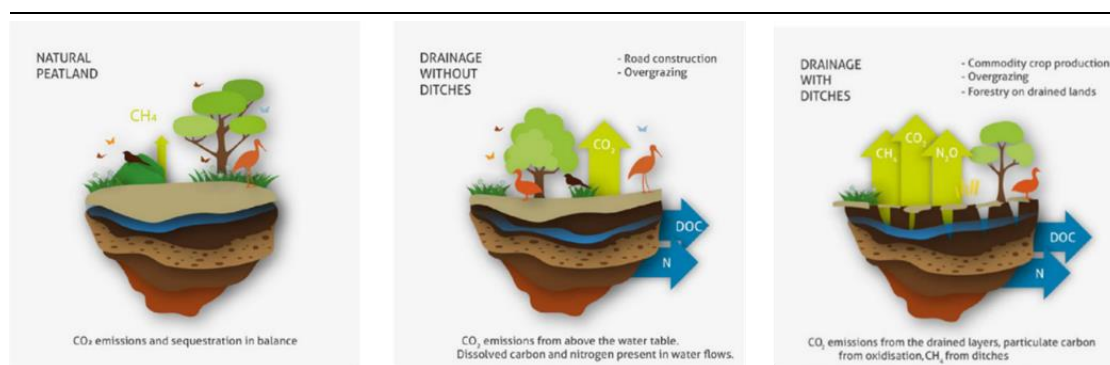 NATURAL
PEATLAND
CH₄
CO₂ emissions and sequestration in balance
DRAINAGE
WITHOUT
DITCHES
- Road construction
- Overgrazing
CO₂
DOC
N
CO₂ emissions from above the water table.
Dissolved carbon and nitrogen present in water flows.
DRAINAGE
WITH
DITCHES
- Commodity crop production
- Overgrazing
- Forestry on drained lands
CH₄ CO₂ N₂O
DOC
N
CO₂ emissions from the drained layers, particulate carbon
from oxidisation, CH₄ from ditches